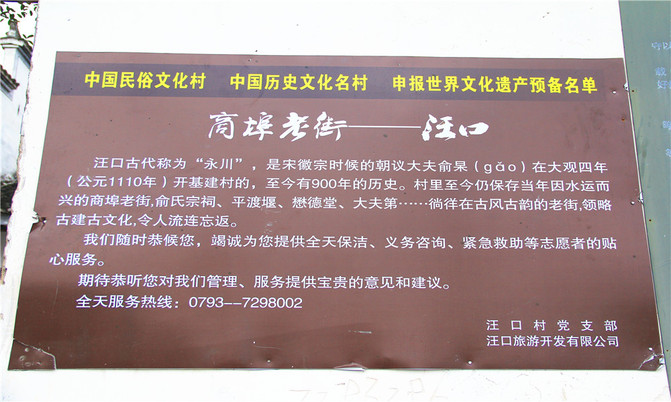 中国民俗文化村 中国历史文化名村 申报世界文化遗产预备名单
商埠老街——汪口
汪口古代称为“永川”，是宋徽宗时候的朝议大夫俞杲（gǎo）在大观四年
（公元1110年）开基建村的，至今有900年的历史。村里至今仍保存当年因水运而
兴的商埠老街,俞氏宗祠、平渡堰、懋德堂、大夫第……徜徉在古风古韵的老街,领略
古建古文化,令人流连忘返。
我们随时恭候您，竭诚为您提供全天保洁、义务咨询、紧急救助等志愿者的贴
心服务。
期待恭听您对我们管理、服务提供宝贵的意见和建议。
全天服务热线：0793--7298002
汪口村党支部
汪口旅游开发有限公司